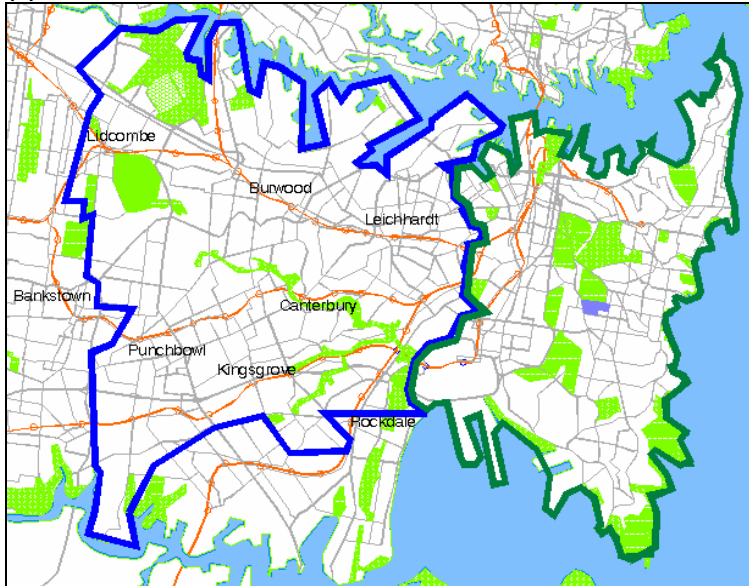 Lidcombe
Burwood
Leichhardt
Bankstown
Canterbury
Punchbowl
Kingsgrove
Rockdale